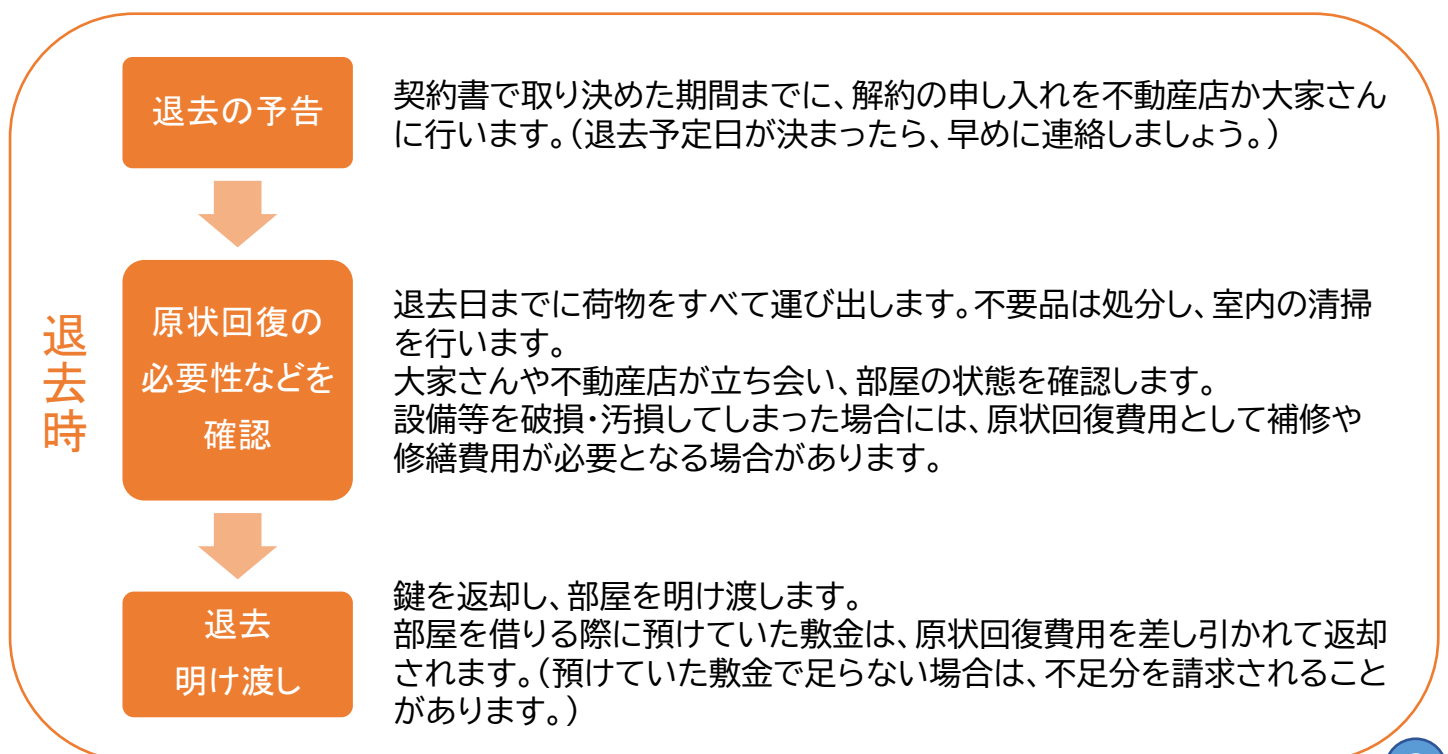 退去時
退去の予告
契約書で取り決めた期間までに、解約の申し入れを不動産店か大家さん
に行います。(退去予定日が決まったら、早めに連絡しましょう。)
原状回復の
必要性などを
確認
退去日までに荷物をすべて運び出します。不要品は処分し、室内の清掃
を行います。
大家さんや不動産店が立ち会い、部屋の状態を確認します。
設備等を破損・汚損してしまった場合には、原状回復費用として補修や
修繕費用が必要となる場合があります。
退去
明け渡し
鍵を返却し、部屋を明け渡します。
部屋を借りる際に預けていた敷金は、原状回復費用を差し引かれて返却
されます。(預けていた敷金で足らない場合は、不足分を請求されること
があります。)